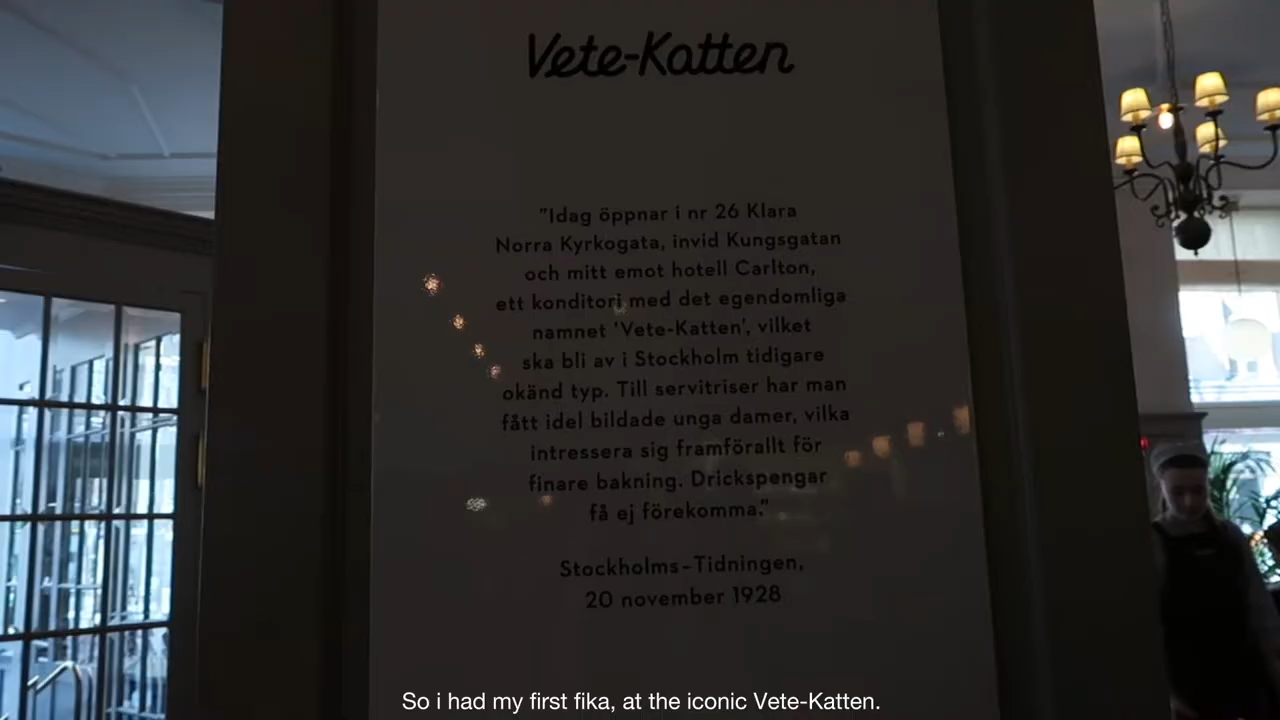 Vete-Katten
"Idag öppnar i nr 26 Klara
Norra Kyrkogata, invid Kungsgatan
och mitt emot hotell Carlton,
ett konditori med det egendomliga
namnet 'Vete-Katten', vilket
ska bli av i Stockholm tidigare
okänd typ. Till servitriser har man
fått idel bildade unga damer, vilka
intressera sig framförallt för
finare bakning. Drickspengar
få ej förekomma."
Stockholms-Tidningen,
20 november 1928
So i had my first fika, at the iconic Vete-Katten.